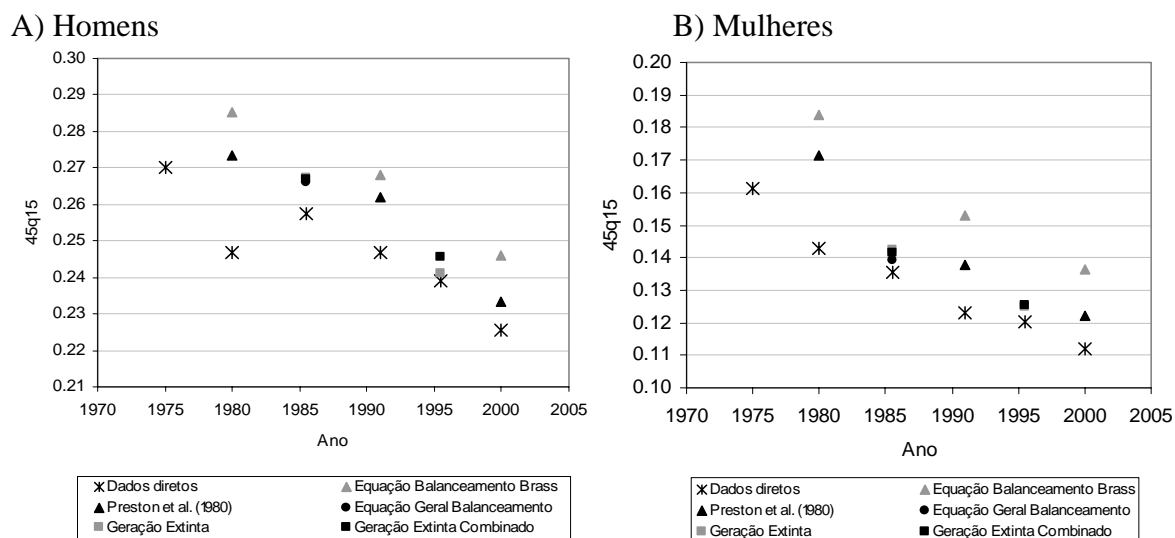 A) Homens
0.30
0.29
0.28
0.27
0.26
0.25
0.24
0.23
0.22
0.21
45q15
1970 1975 1980 1985 1990 1995 2000 2005
Ano
Dados diretos Equação Balanceamento Brass
Preston et al. (1980) Equação Geral Balanceamento
Geração Extinta Geração Extinta Combinado
B) Mulheres
0.20
0.19
0.18
0.17
0.16
0.15
0.14
0.13
0.12
0.11
0.10
45q15
1970 1975 1980 1985 1990 1995 2000 2005
Ano
Dados diretos Equação Balanceamento Brass
Preston et al. (1980) Equação Geral Balanceamento
Geração Extinta Geração Extinta Combinado